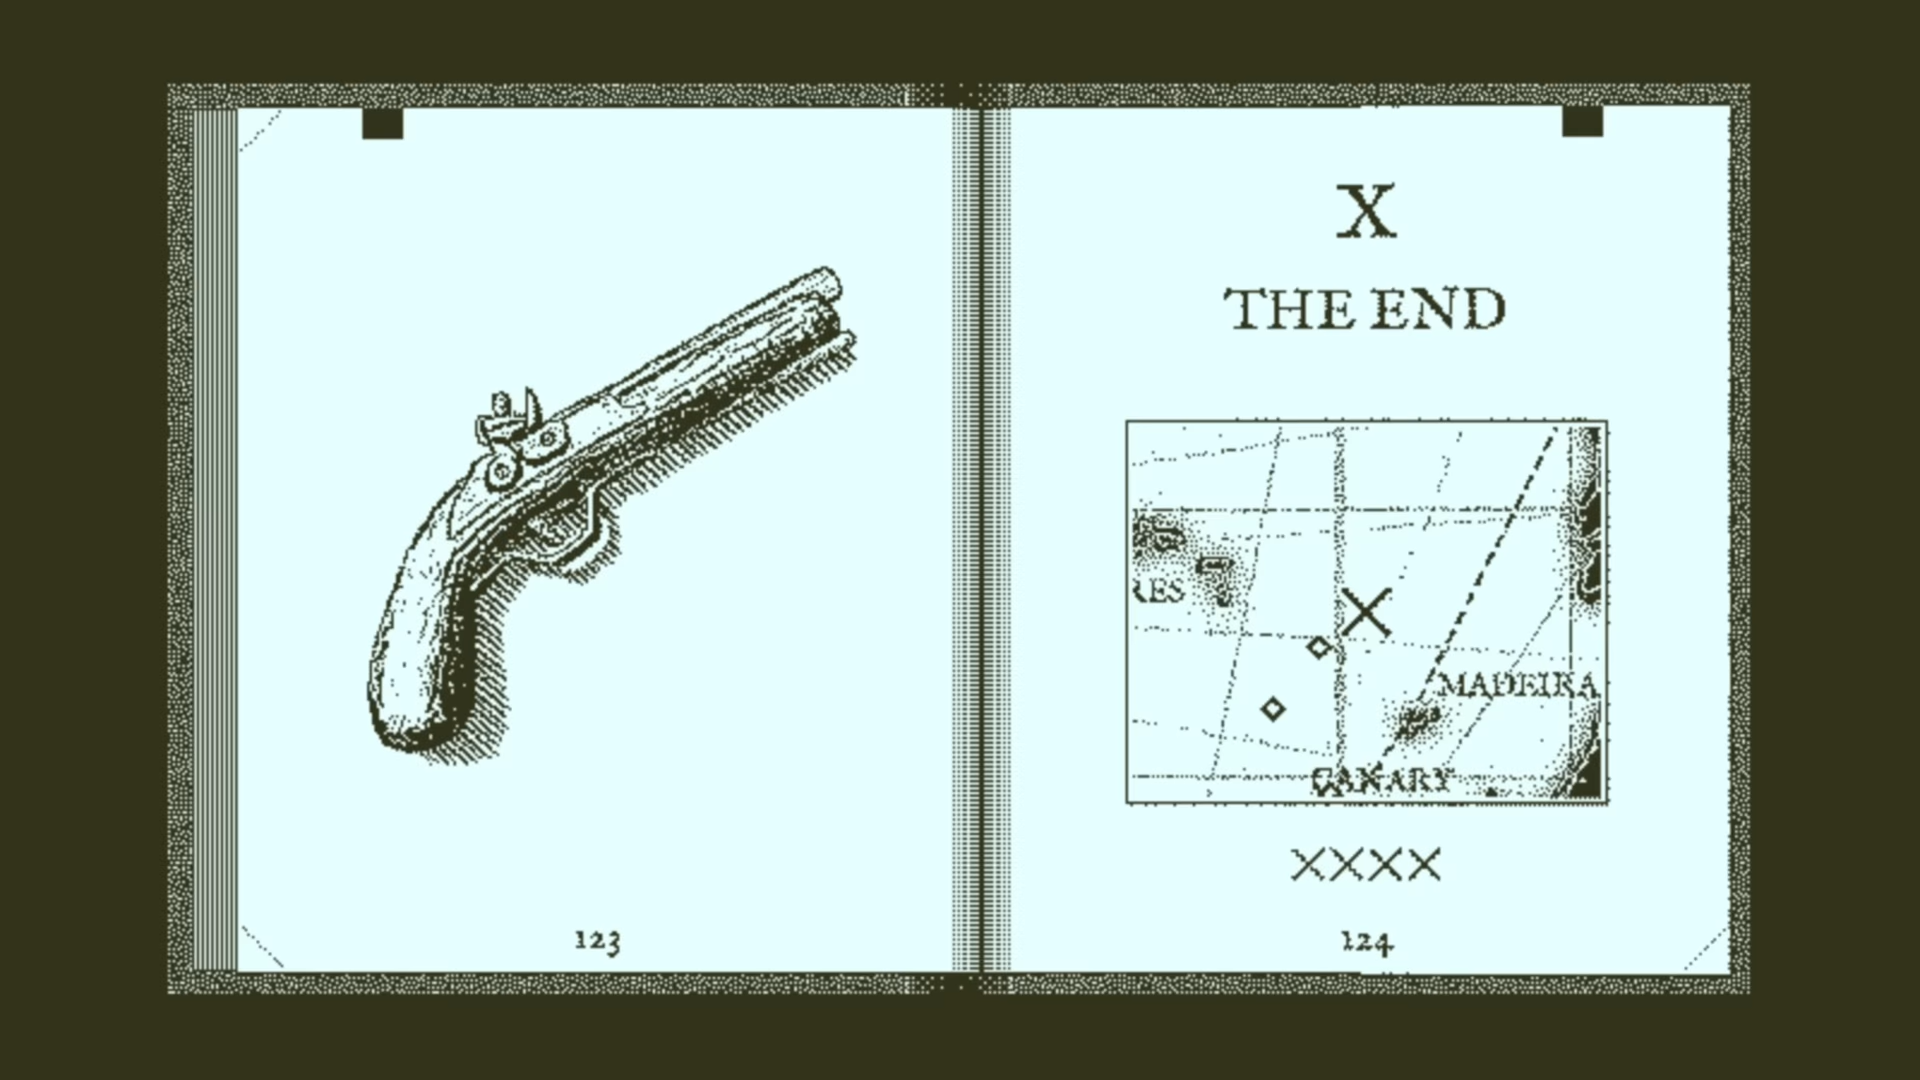 X
THE END
RES
MADEIRA
CANARY
XXXX
123
124